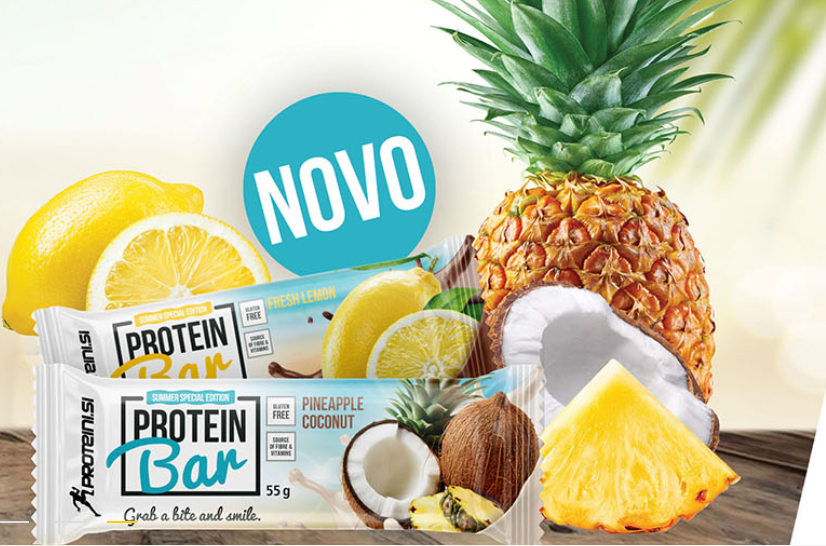 NOVO
SUMMER SPECIAL EDITION
PROTEIN
Bar
GLUTEN
FREE
SOURCE
OF FIBRE &
VITAMINS
FRESH LEMON
EIN.SI
PROTEINI.SI
SUMMER SPECIAL EDITION
PROTEIN
Bar
GLUTEN
FREE
SOURCE
OF FIBRE &
VITAMINS
PINEAPPLE
COCONUT
55 g
Grab a bite and smile.